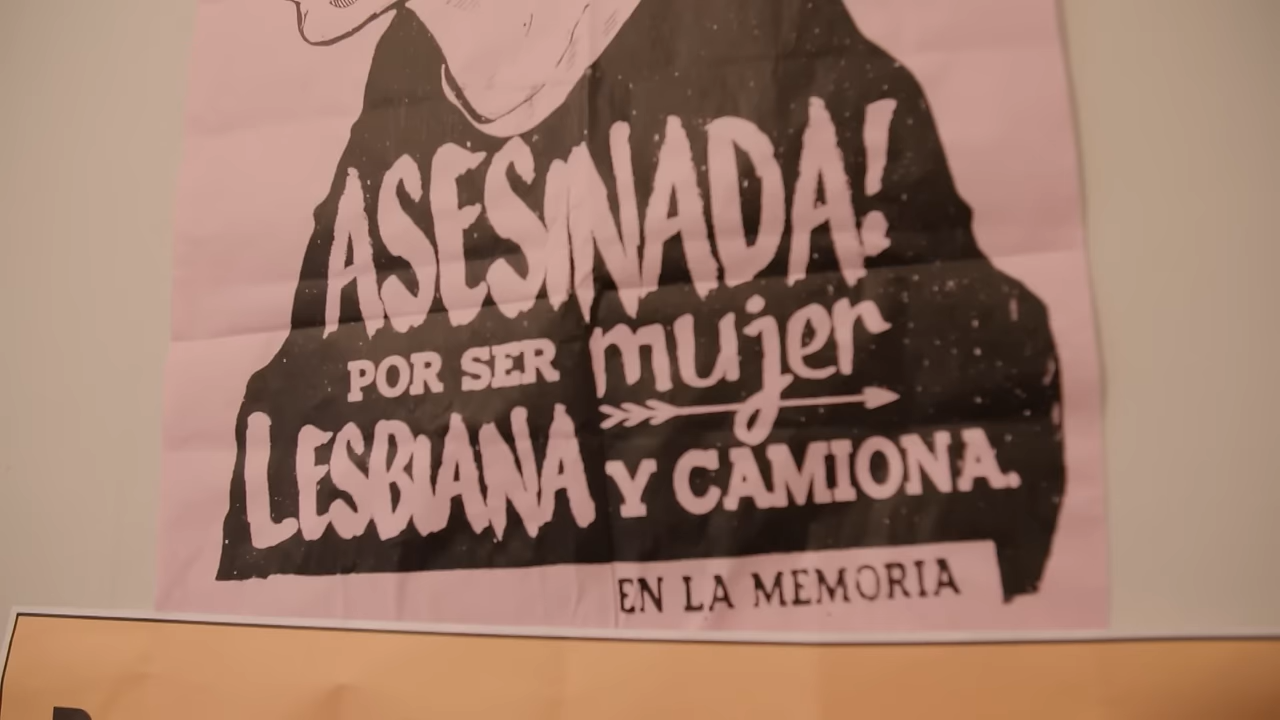 ASESINADA!
POR SER mujer
LESBIANA Y CAMIONA.
EN LA MEMORIA